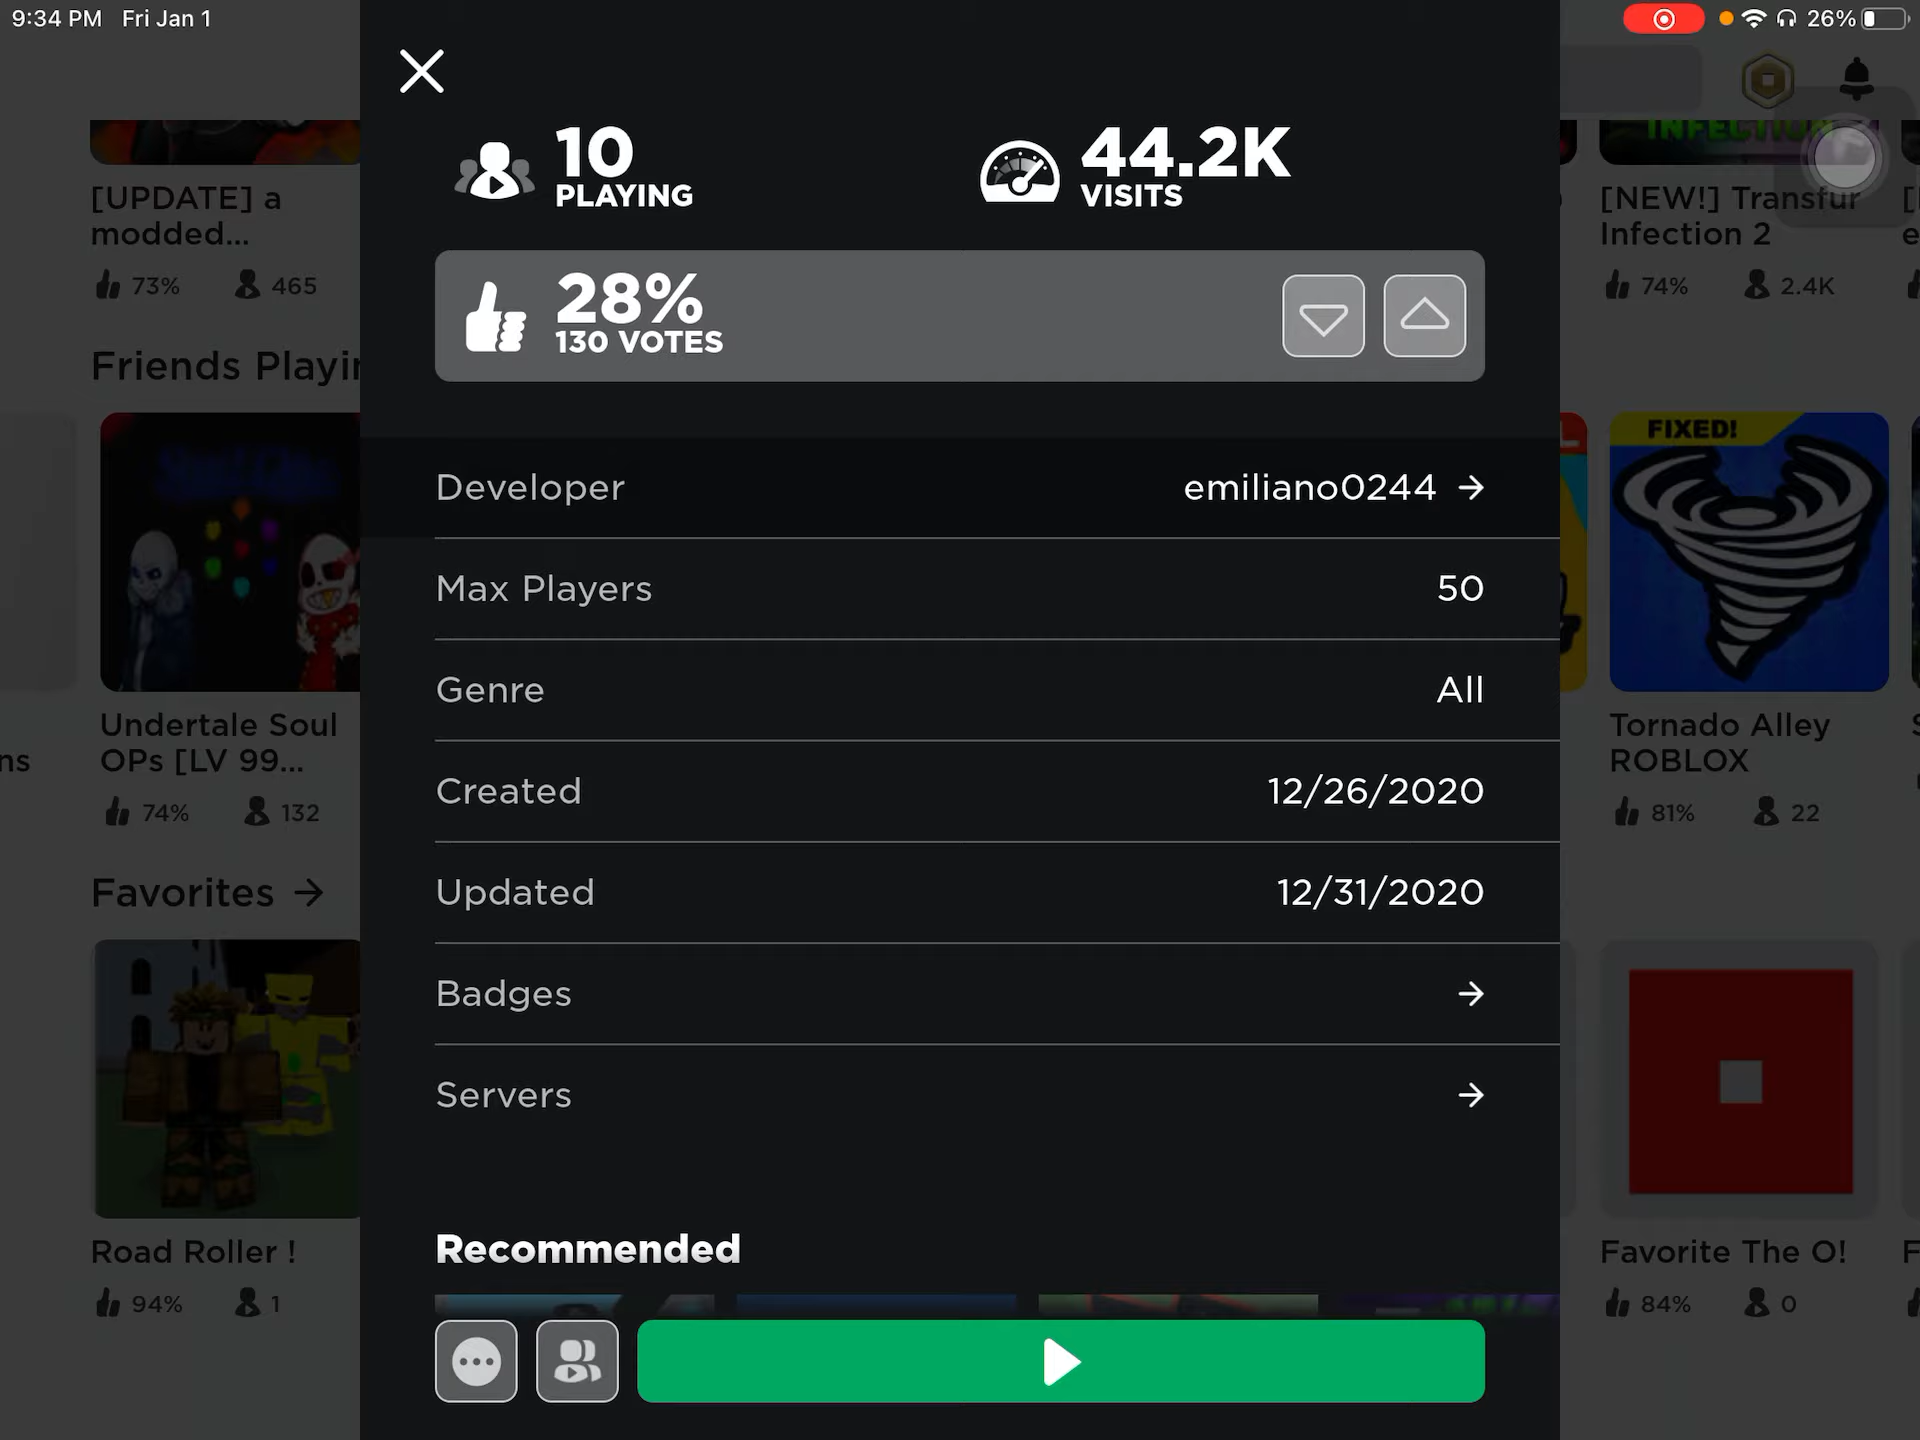 9:34 PM Fri Jan 1
26%
10
PLAYING
44.2K
VISITS
28%
130 VOTES
Developer emiliano0244
Max Players 50
Genre All
Created 12/26/2020
Updated 12/31/2020
Badges
Servers
Recommended
[UPDATE] a
modded...
73% 465
Friends Playin
Undertale Soul
OPs [LV 99...
74% 132
ns
Favorites
Road Roller !
94% 1
INFECTION
[NEW!] Transfur
Infection 2
74% 2.4K
FIXED!
Tornado Alley
ROBLOX
81% 22
Favorite The O!
84% 0